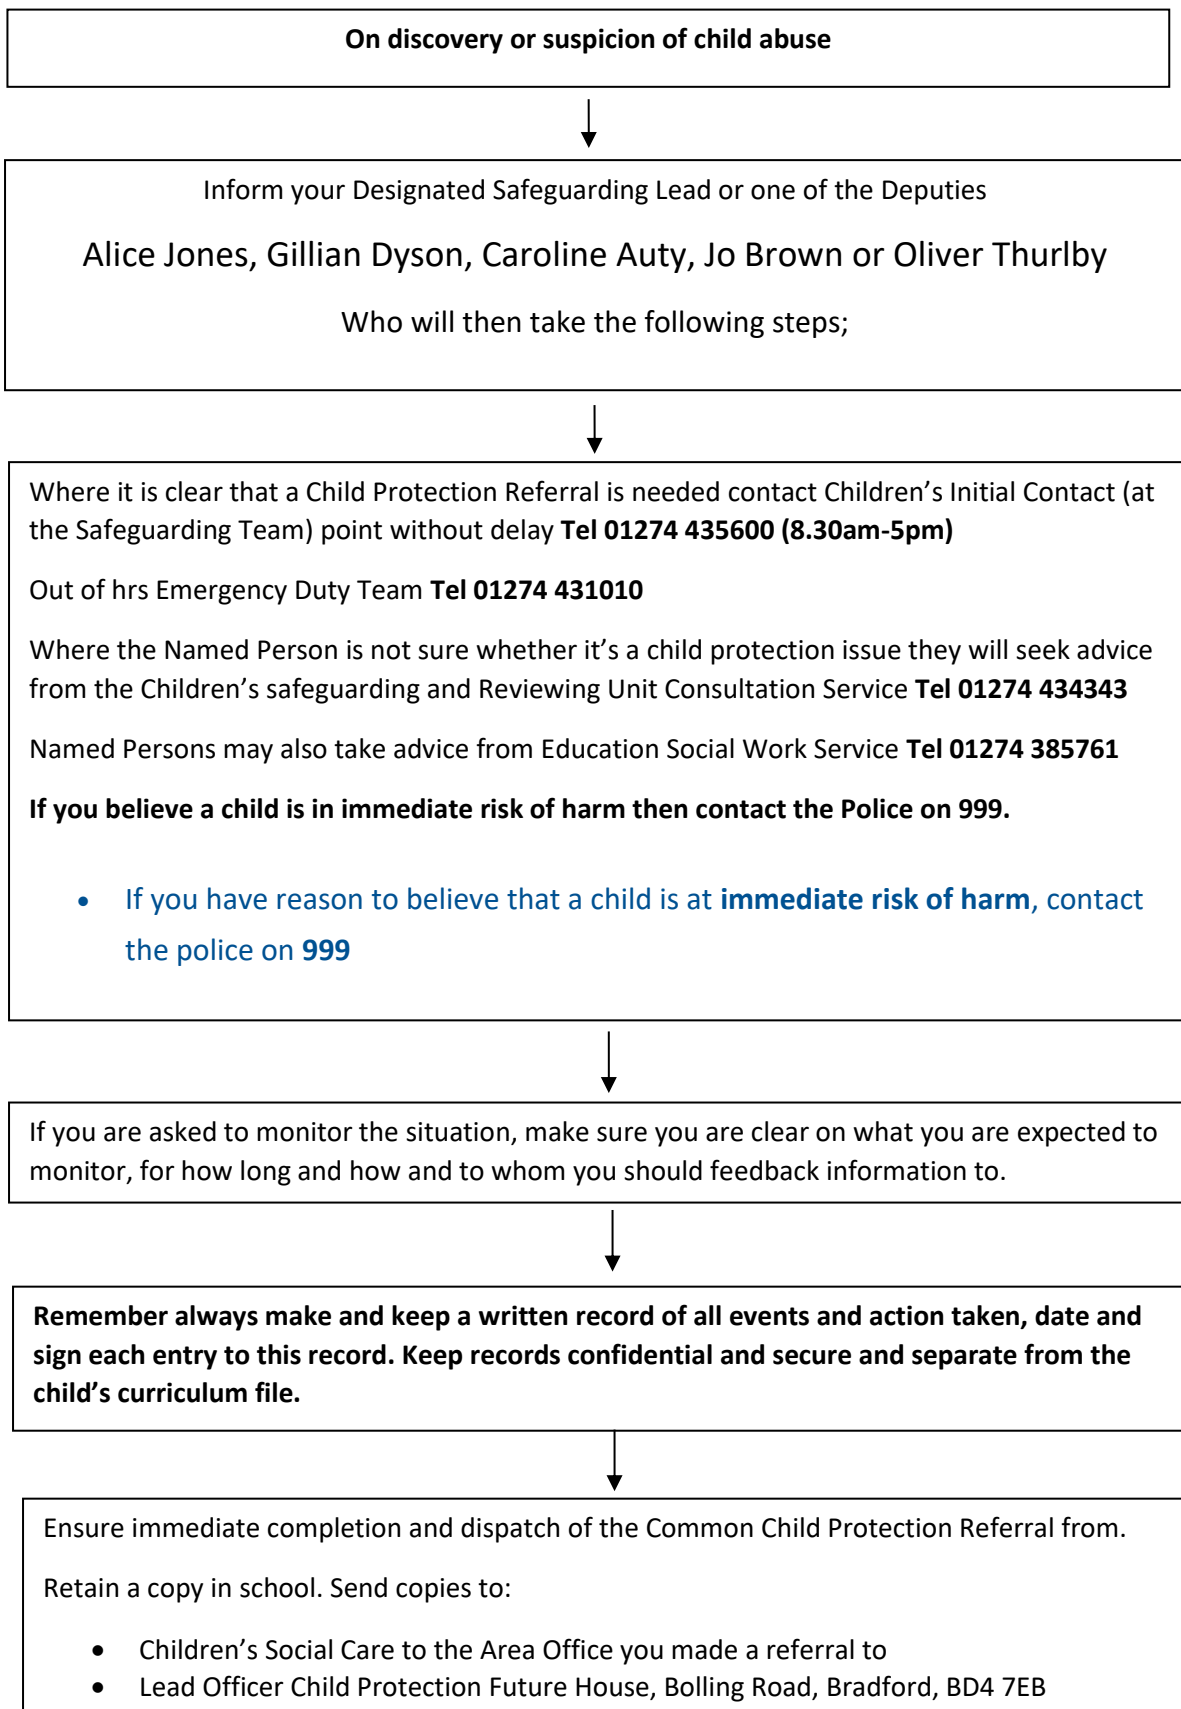 On discovery or suspicion of child abuse
Inform your Designated Safeguarding Lead or one of the Deputies
Alice Jones, Gillian Dyson, Caroline Auty, Jo Brown or Oliver Thurlby
Who will then take the following steps;
Where it is clear that a Child Protection Referral is needed contact Children’s Initial Contact (at
the Safeguarding Team) point without delay Tel 01274 435600 (8.30am-5pm)
Out of hrs Emergency Duty Team Tel 01274 431010
Where the Named Person is not sure whether it’s a child protection issue they will seek advice
from the Children’s safeguarding and Reviewing Unit Consultation Service Tel 01274 434343
Named Persons may also take advice from Education Social Work Service Tel 01274 385761
If you believe a child is in immediate risk of harm then contact the Police on 999.
• If you have reason to believe that a child is at immediate risk of harm, contact
the police on 999
If you are asked to monitor the situation, make sure you are clear on what you are expected to
monitor, for how long and how and to whom you should feedback information to.
Remember always make and keep a written record of all events and action taken, date and
sign each entry to this record. Keep records confidential and secure and separate from the
child’s curriculum file.
Ensure immediate completion and dispatch of the Common Child Protection Referral from.
Retain a copy in school. Send copies to:
• Children’s Social Care to the Area Office you made a referral to
• Lead Officer Child Protection Future House, Bolling Road, Bradford, BD4 7EB